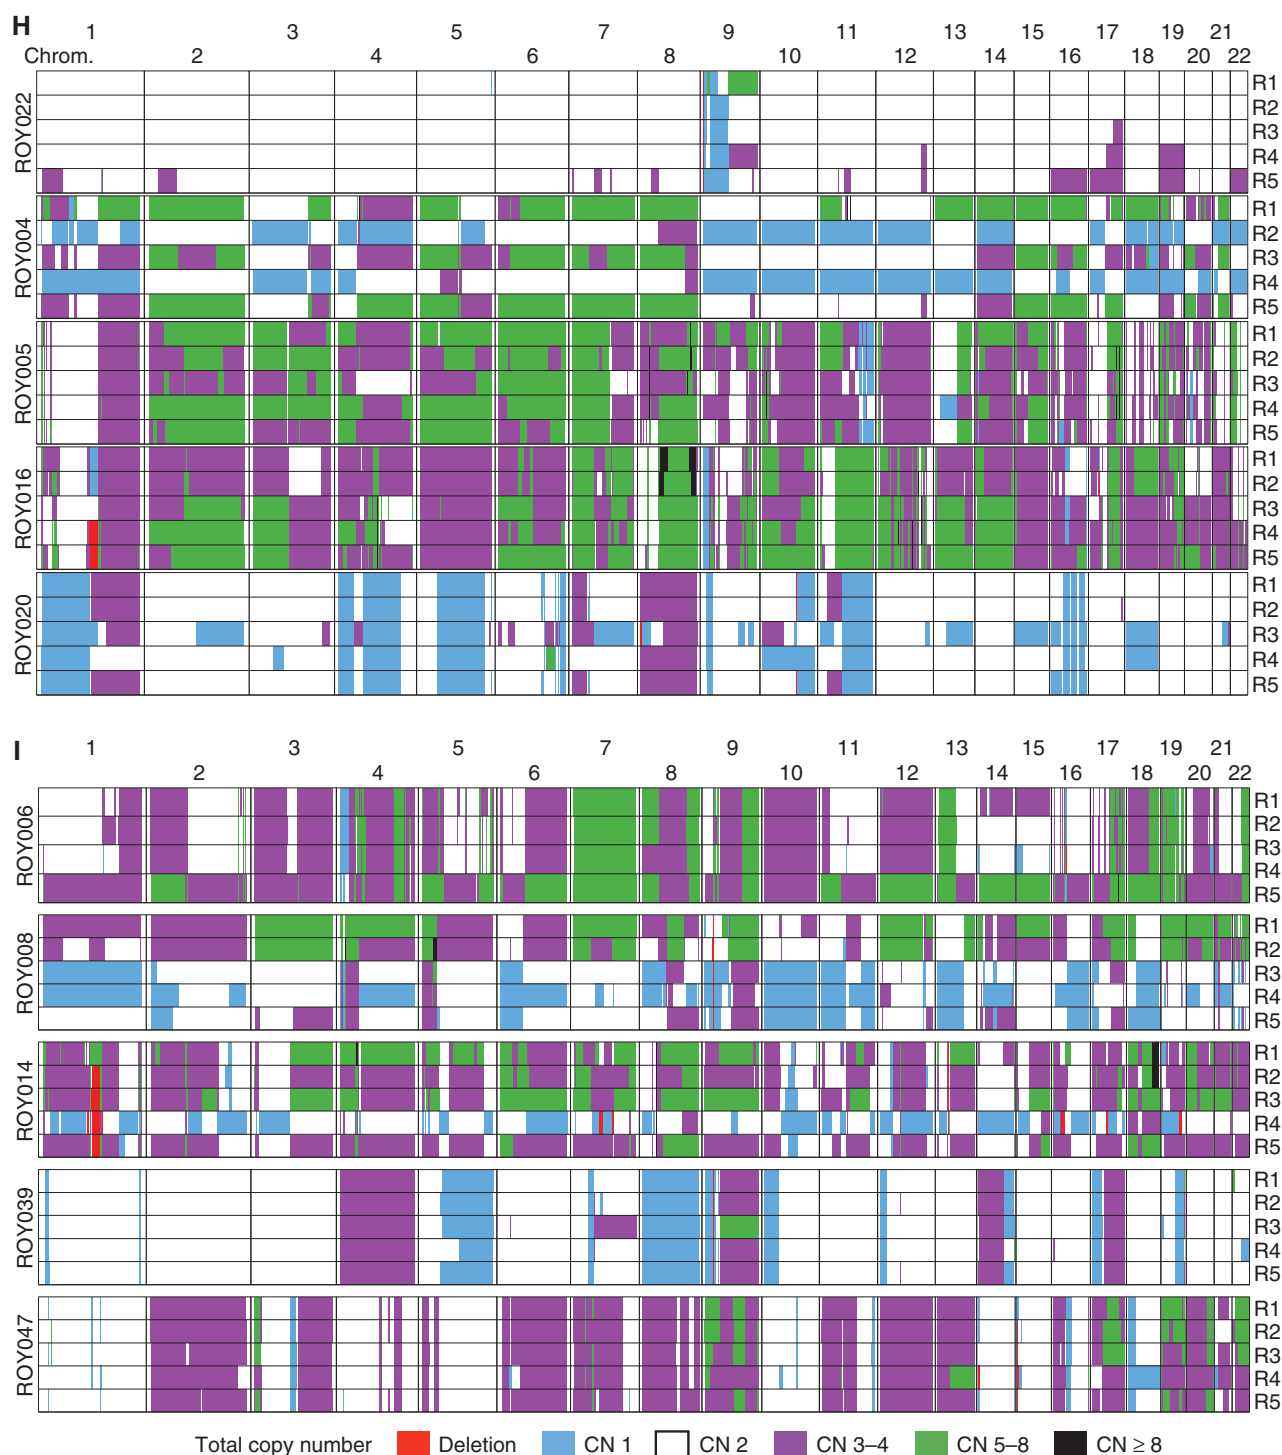 H
1 3 5 7 9 11 13 15 17 19 21
Chrom. 2 4 6 8 10 12 14 16 18 20 22
ROY022
R1
R2
R3
R4
R5
ROY004
R1
R2
R3
R4
R5
ROY005
R1
R2
R3
R4
R5
ROY016
R1
R2
R3
R4
R5
ROY020
R1
R2
R3
R4
R5
I
1 3 5 7 9 11 13 15 17 19 21
2 4 6 8 10 12 14 16 18 20 22
ROY006
R1
R2
R3
R4
R5
ROY008
R1
R2
R3
R4
R5
ROY014
R1
R2
R3
R4
R5
ROY039
R1
R2
R3
R4
R5
ROY047
R1
R2
R3
R4
R5
Total copy number Deletion CN 1 CN 2 CN 3–4 CN 5–8 CN ≥ 8